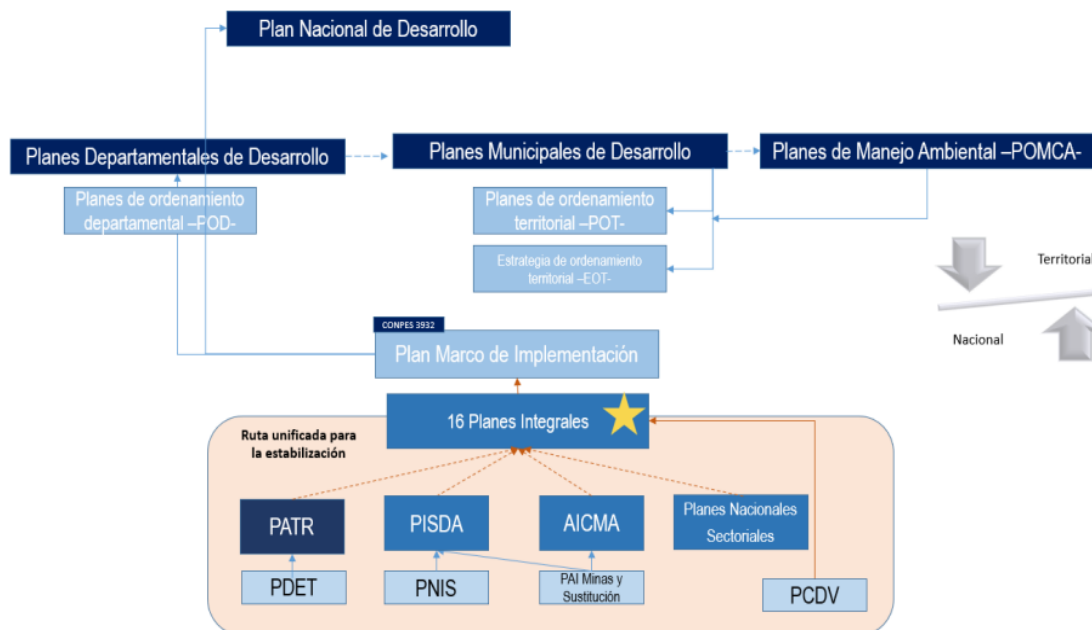 Plan Nacional de Desarrollo
Planes Departamentales de Desarrollo
Planes Municipales de Desarrollo
Planes de Manejo Ambiental –POMCA-
Planes de ordenamiento
departamental –POD-
Planes de ordenamiento
territorial –POT-
Estrategia de ordenamiento
territorial –EOT-
Territorial
Nacional
CONPES 3932
Plan Marco de Implementación
16 Planes Integrales
Ruta unificada para
la estabilización
PATR
PISDA
AICMA
Planes Nacionales
Sectoriales
PDET
PNIS
PAI Minas y
Sustitución
PCDV